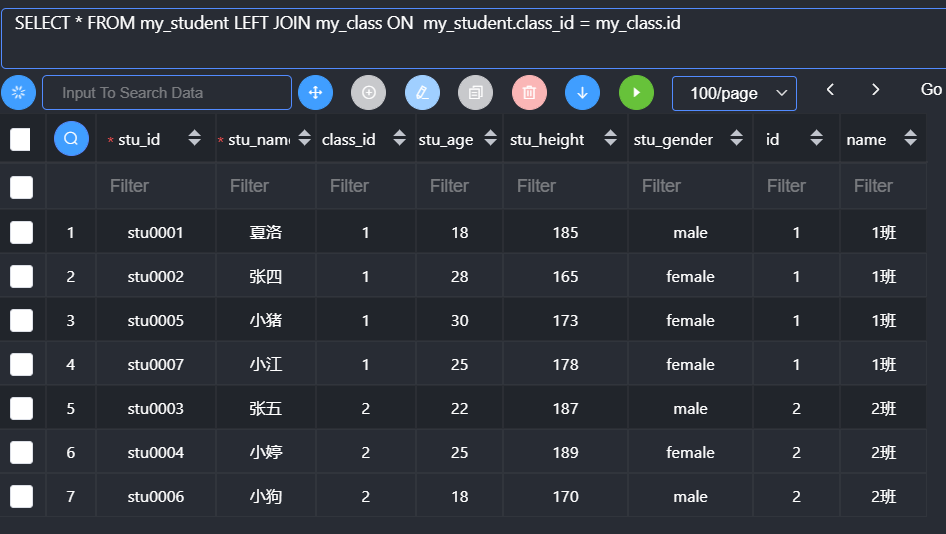 SELECT * FROM my_student LEFT JOIN my_class ON  my_student.class_id = my_class.id
Input To Search Data 100/page Go
* stu_id * stu_name class_id stu_age stu_height stu_gender id name
Filter Filter Filter Filter Filter Filter Filter Filter
1 stu0001 夏洛 1 18 185 male 1 1班
2 stu0002 张四 1 28 165 female 1 1班
3 stu0005 小猪 1 30 173 female 1 1班
4 stu0007 小江 1 25 178 female 1 1班
5 stu0003 张五 2 22 187 male 2 2班
6 stu0004 小婷 2 25 189 female 2 2班
7 stu0006 小狗 2 18 170 male 2 2班